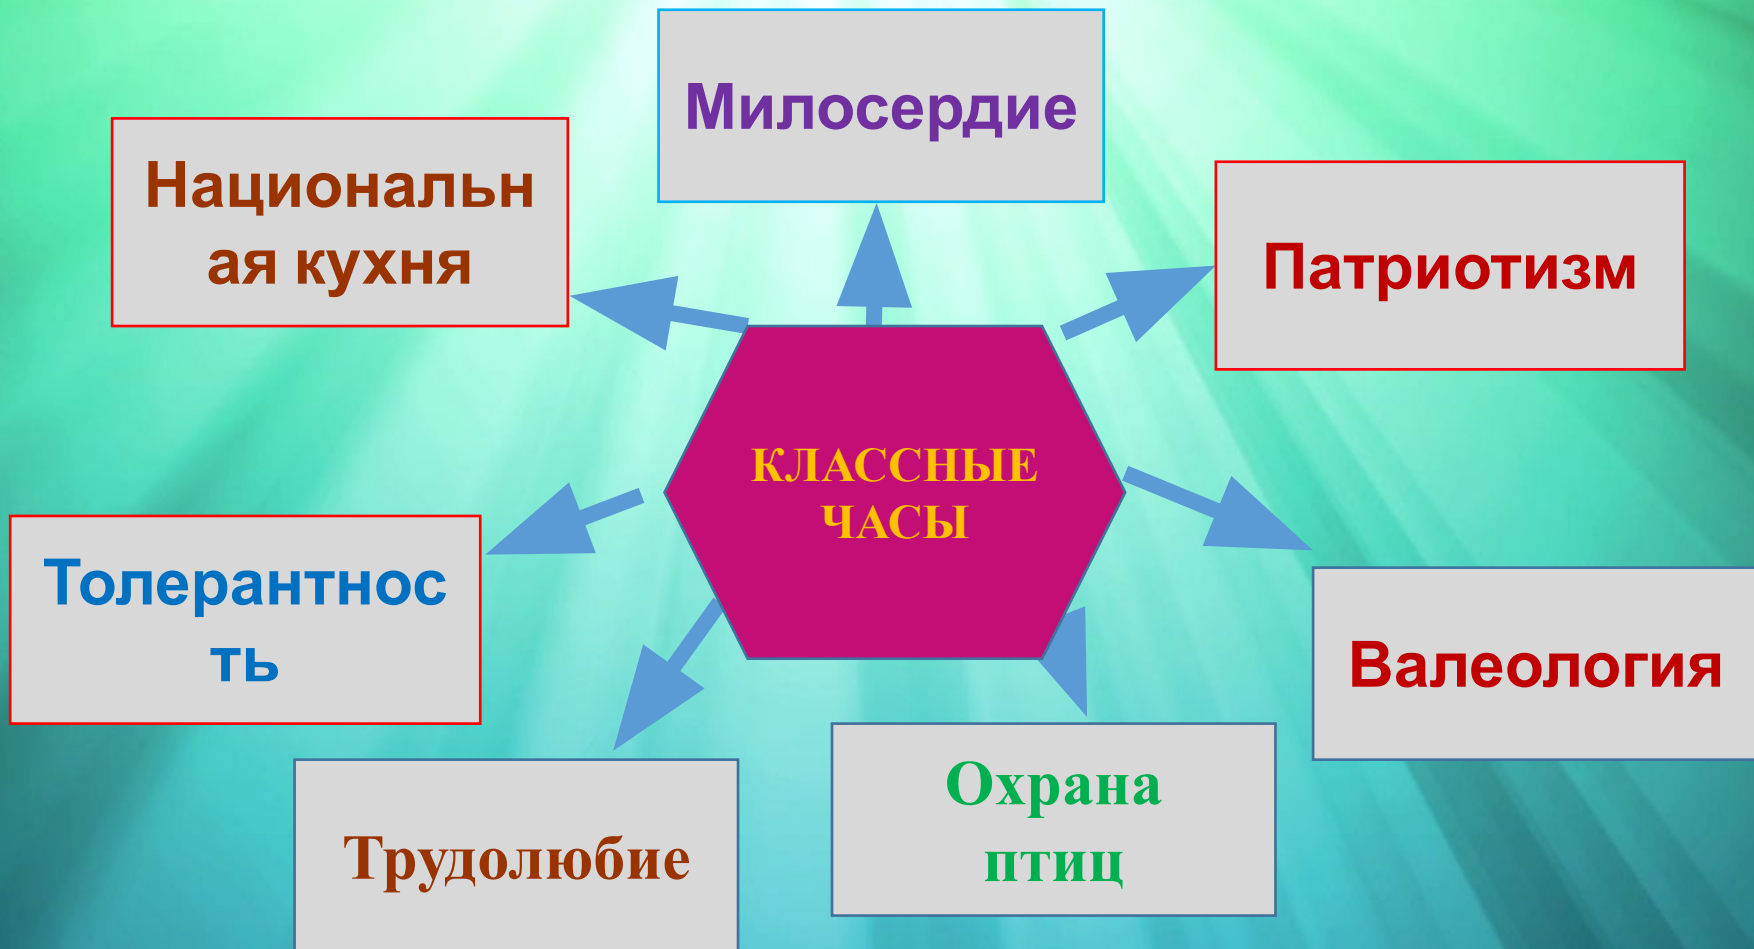 Милосердие
Национальн
ая кухня
Патриотизм
КЛАССНЫЕ
ЧАСЫ
Толерантнос
ть
Валеология
Охрана
птиц
Трудолюбие